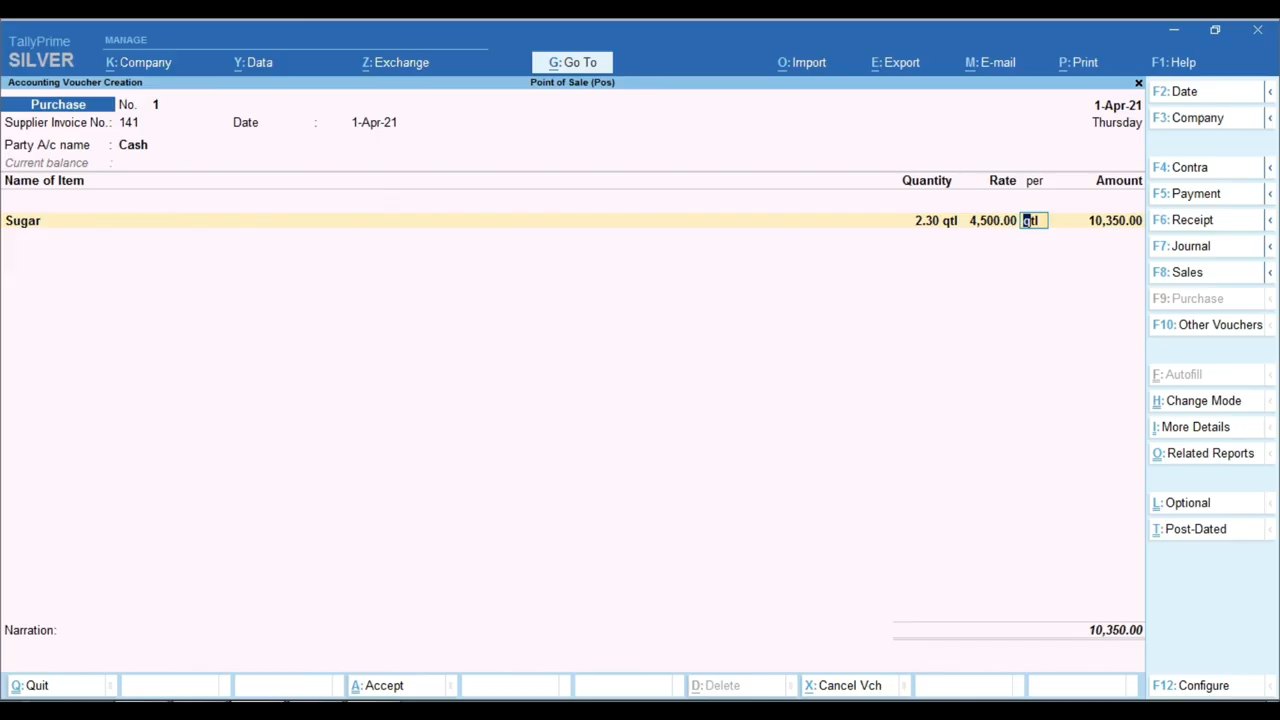 TallyPrime MANAGE
SILVER K: Company Y: Data Z: Exchange G: Go To O: Import E: Export M: E-mail P: Print F1: Help
Accounting Voucher Creation Point of Sale (Pos) x
Purchase No. 1 1-Apr-21
Supplier Invoice No.: 141 Date : 1-Apr-21 Thursday
Party A/c name : Cash
Current balance :
Name of Item Quantity Rate per Amount
Sugar 2.30 qtl 4,500.00 qtl 10,350.00
Narration: 10,350.00
F2: Date
F3: Company
F4: Contra
F5: Payment
F6: Receipt
F7: Journal
F8: Sales
F9: Purchase
F10: Other Vouchers
F: Autofill
H: Change Mode
I: More Details
O: Related Reports
L: Optional
T: Post-Dated
Q: Quit A: Accept D: Delete X: Cancel Vch F12: Configure